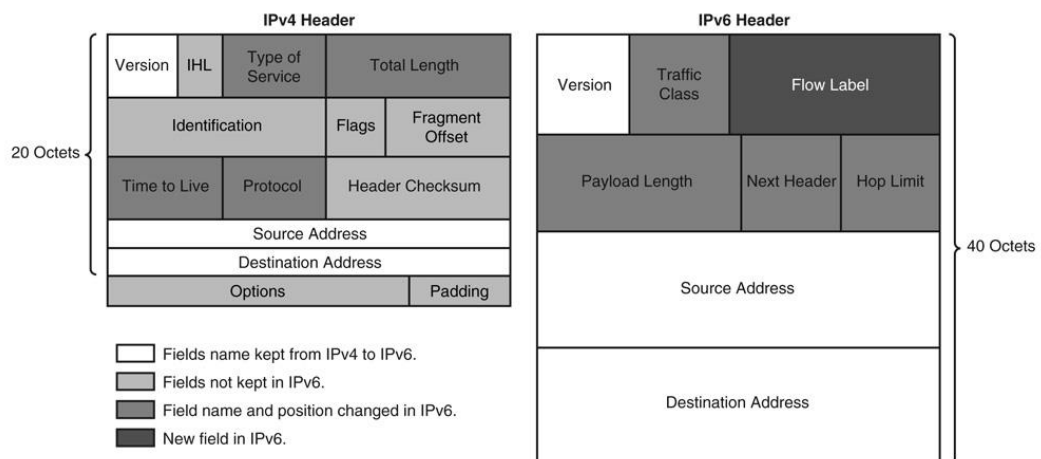 IPv4 Header
Version
IHL
Type of
Service
Total Length
Identification
Flags
Fragment
Offset
20 Octets
Time to Live
Protocol
Header Checksum
Source Address
Destination Address
Options
Padding
Fields name kept from IPv4 to IPv6.
Fields not kept in IPv6.
Field name and position changed in IPv6.
New field in IPv6.
IPv6 Header
Version
Traffic
Class
Flow Label
Payload Length
Next Header
Hop Limit
40 Octets
Source Address
Destination Address